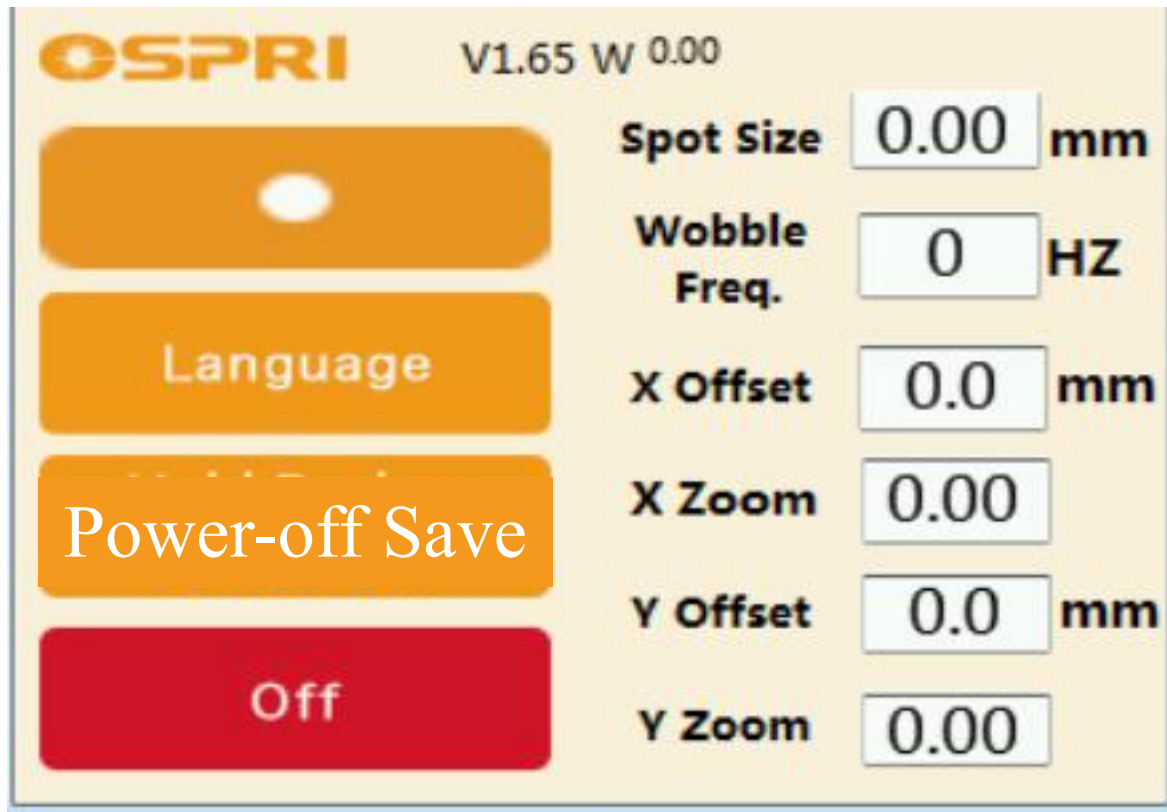 OSPRI V1.65 W 0.00
Spot Size 0.00 mm
Wobble
Freq. 0 HZ
Language
X Offset 0.0 mm
X Zoom 0.00
Power-off Save
Y Offset 0.0 mm
Off
Y Zoom 0.00